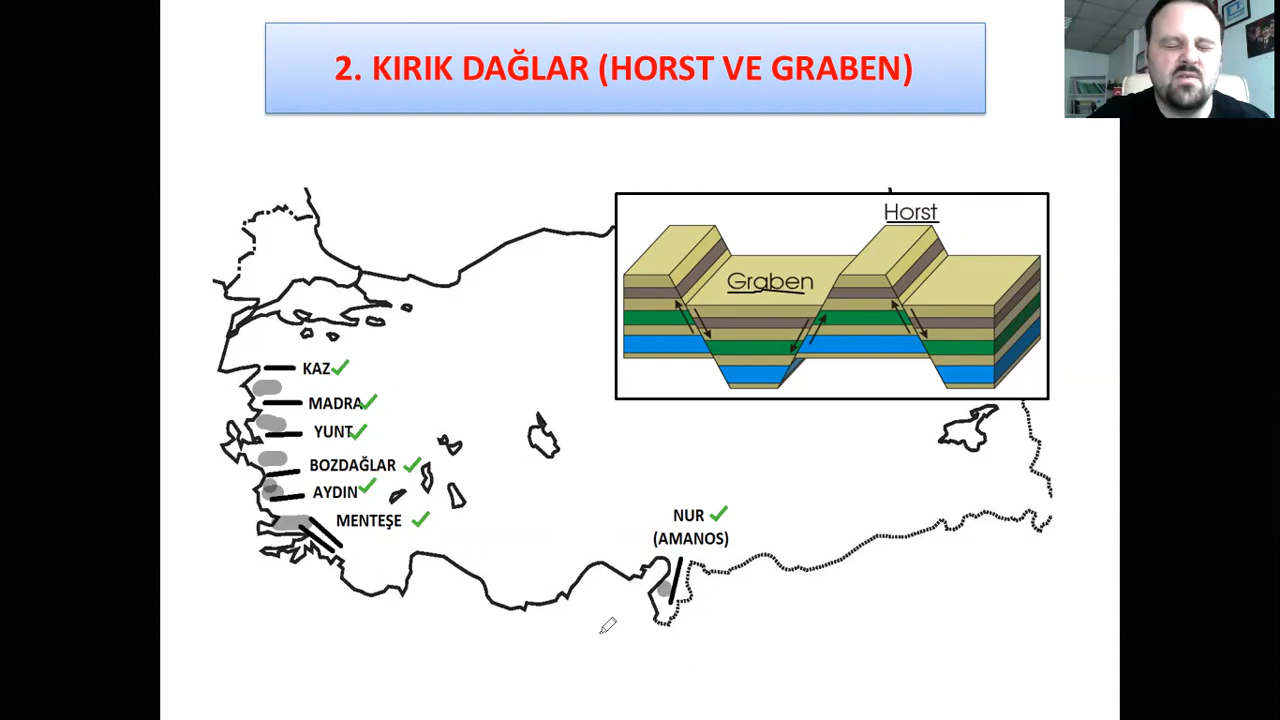 2. KIRIK DAĞLAR (HORST VE GRABEN)
Horst
Graben
KAZ
MADRA
YUNT
BOZDAĞLAR
AYDIN
MENTEŞE
NUR
(AMANOS)